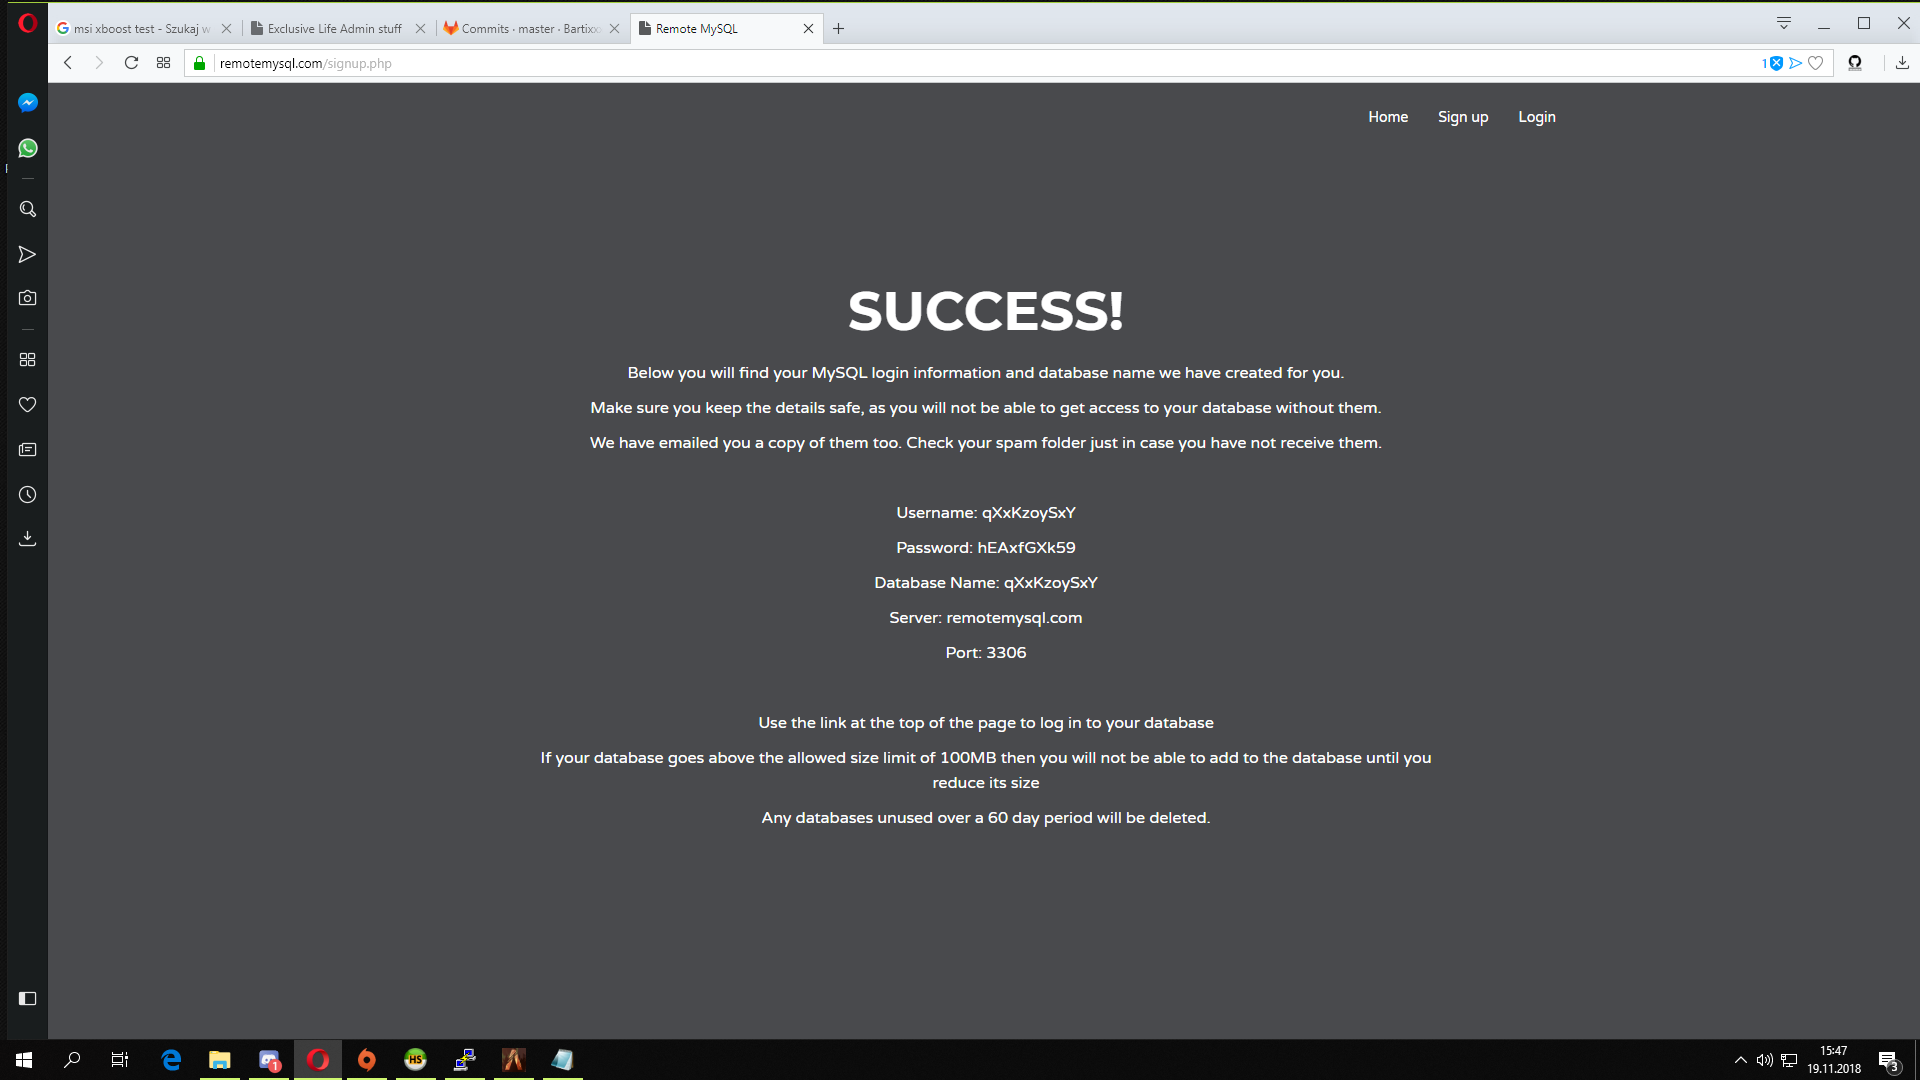 msi xboost test - Szukaj w
Exclusive Life Admin stuff
Commits · master · Bartixx
Remote MySQL
remotemysql.com/signup.php
1
Home
Sign up
Login
SUCCESS!
Below you will find your MySQL login information and database name we have created for you.
Make sure you keep the details safe, as you will not be able to get access to your database without them.
We have emailed you a copy of them too. Check your spam folder just in case you have not receive them.
Username: qXxKzoySxY
Password: hEAxfGXk59
Database Name: qXxKzoySxY
Server: remotemysql.com
Port: 3306
Use the link at the top of the page to log in to your database
If your database goes above the allowed size limit of 100MB then you will not be able to add to the database until you
reduce its size
Any databases unused over a 60 day period will be deleted.
1
HS
15:47
19.11.2018
3